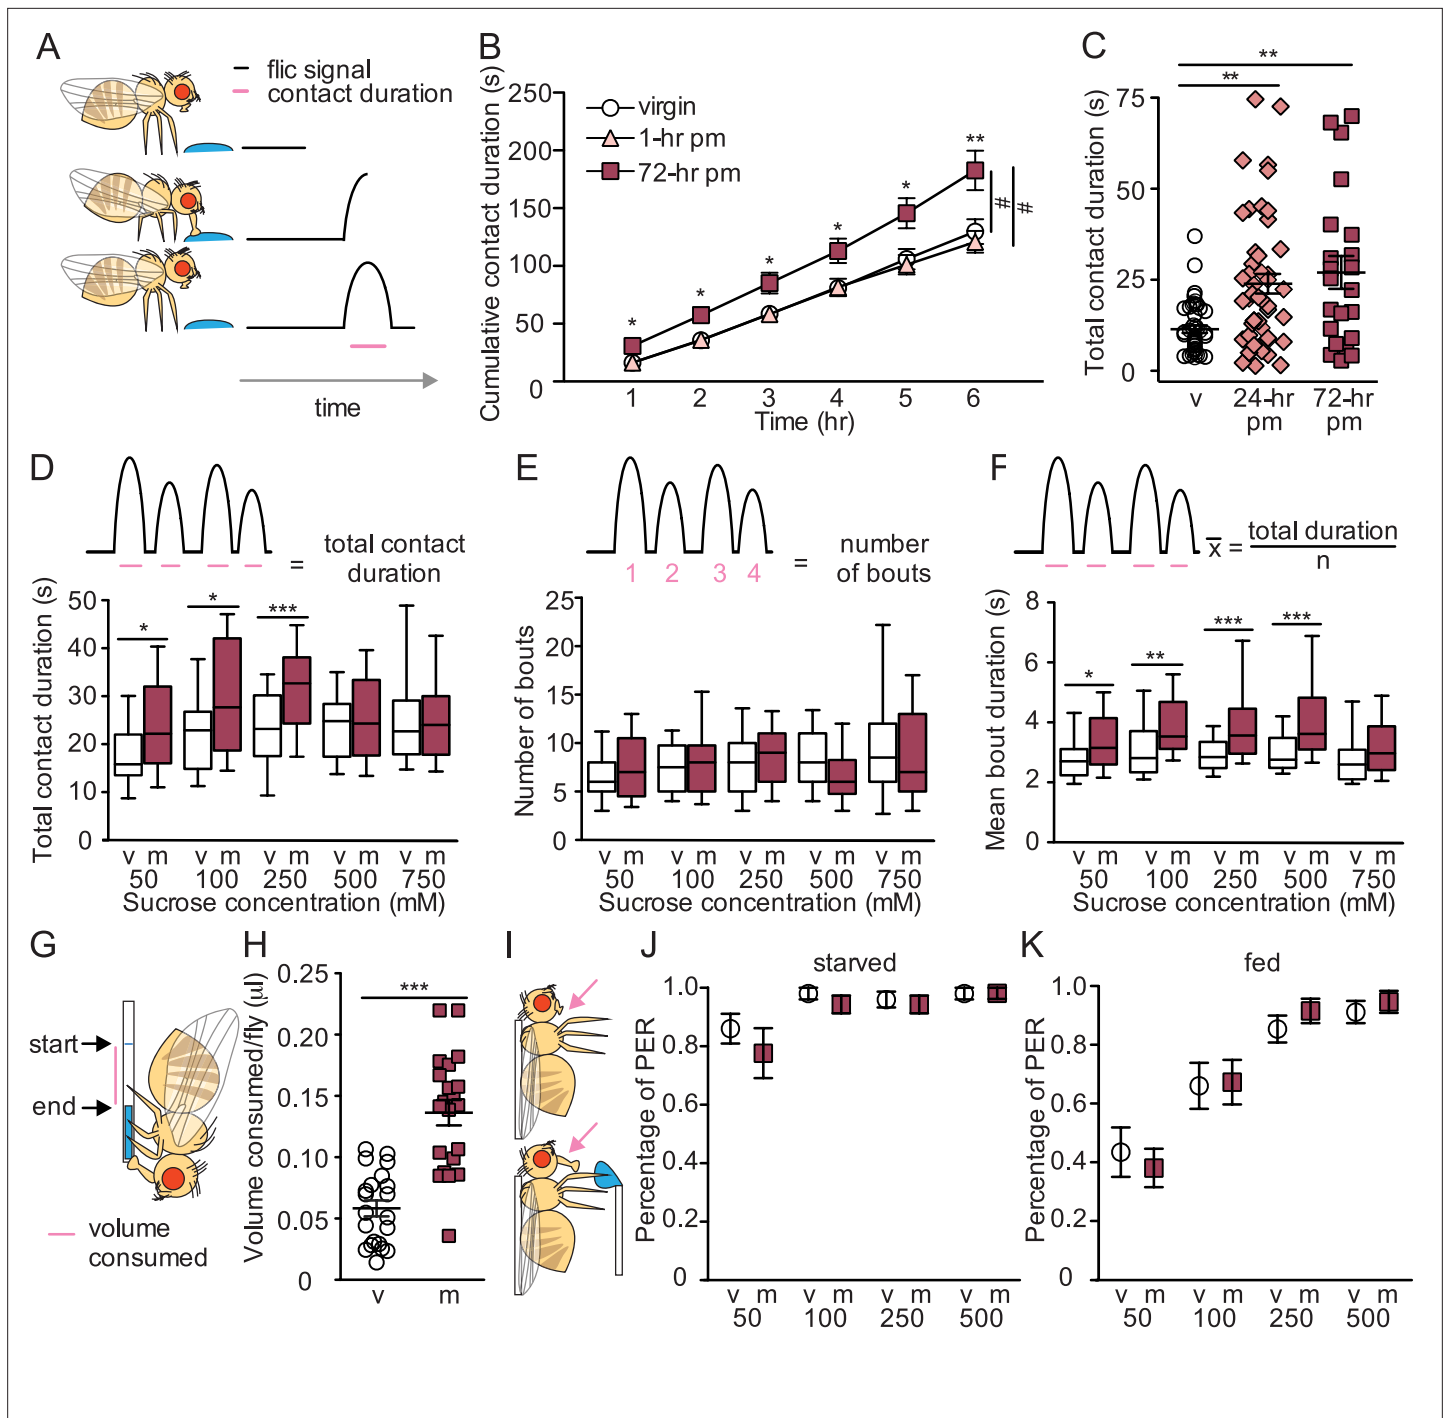 A
flic signal
contact duration
time
B
Cumulative contact duration (s)
250
200
150
100
50
0
virgin
1-hr pm
72-hr pm
* * * * * **
# #
1 2 3 4 5 6
Time (hr)
C
Total contact duration (s)
**
**
75
50
25
0
v 24-hr pm 72-hr pm
D
= total contact
duration
Total contact duration (s)
50
40
30
20
10
0
* * ***
v m v m v m v m v m
50 100 250 500 750
Sucrose concentration (mM)
E
1 2 3 4
= number
of bouts
Number of bouts
25
20
15
10
5
0
v m v m v m v m v m
50 100 250 500 750
Sucrose concentration (mM)
F
x = total duration
n
Mean bout duration (s)
8
6
4
2
0
* ** *** ***
v m v m v m v m v m
50 100 250 500 750
Sucrose concentration (mM)
G
start
end
volume
consumed
H
Volume consumed/fly (µl)
0.25
0.20
0.15
0.10
0.05
0
***
v m
I
J
starved
Percentage of PER
1.0
0.8
0.6
0.4
0.2
0
v m v m v m v m
50 100 250 500
K
fed
Percentage of PER
1.0
0.8
0.6
0.4
0.2
0
v m v m v m v m
50 100 250 500